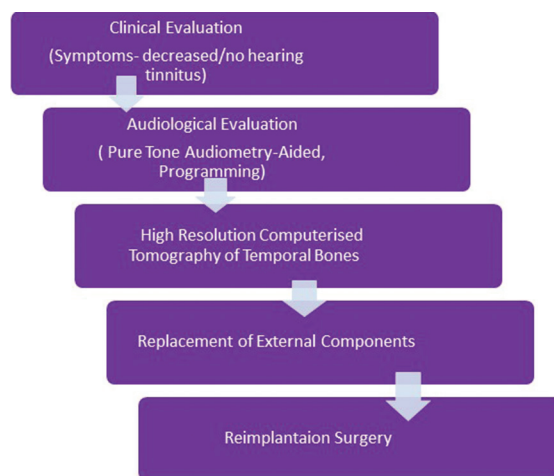 Clinical Evaluation
(Symptoms- decreased/no hearing
tinnitus)
Audiological Evaluation
( Pure Tone Audiometry-Aided,
Programming)
High Resolution Computerised
Tomography of Temporal Bones
Replacement of External Components
Reimplantaion Surgery